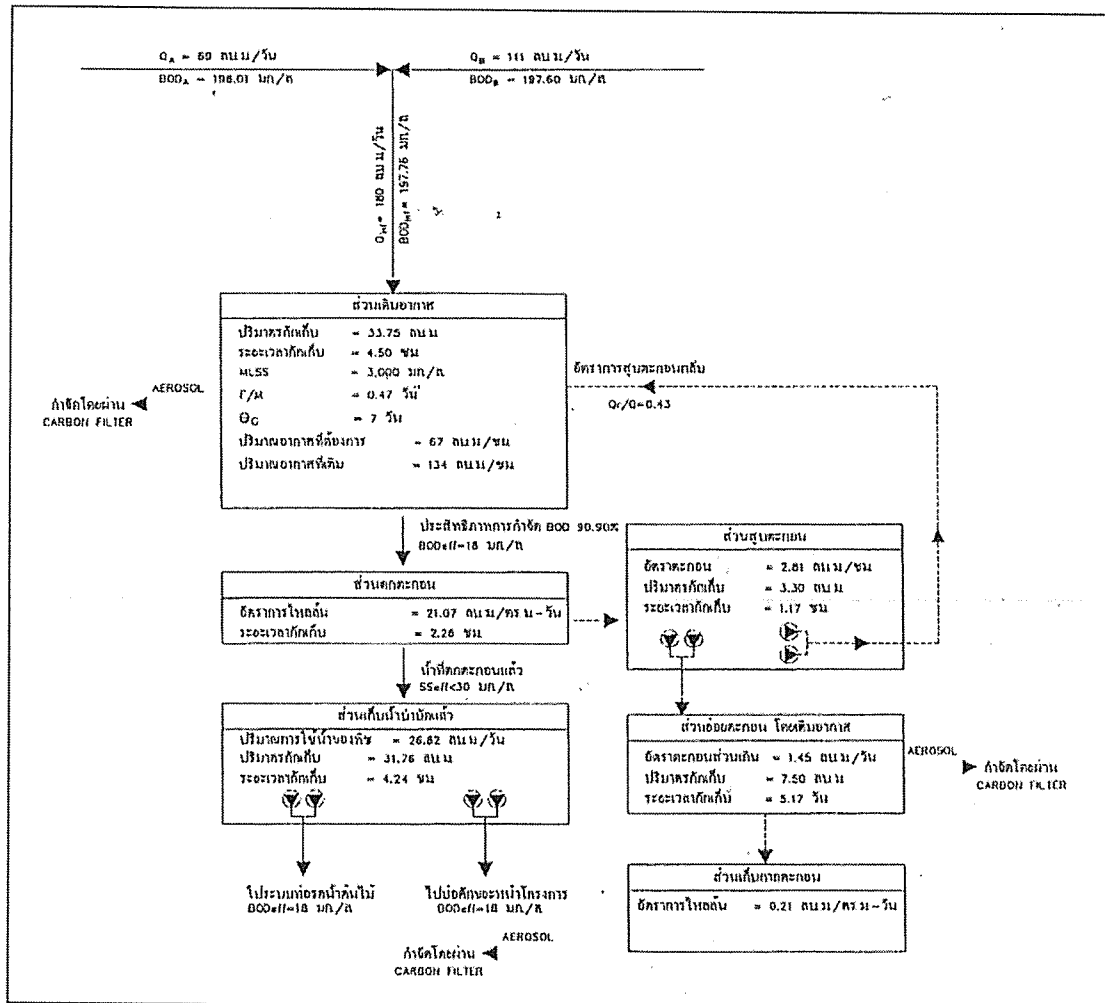 Q_A = 69 ลบ.ม/วัน
BOD_A = 198.01 มก/ล
Q_B = 111 ลบ.ม/วัน
BOD_B = 197.60 มก/ล
Q_inf = 180 ลบ.ม/วัน
BOD_inf = 197.76 มก/ล
ส่วนเติมอากาศ
ปริมาตรกักเก็บ = 33.75 ลบ.ม
ระยะเวลากักเก็บ = 4.50 ชม
MLSS = 3,000 มก/ล
F/M = 0.47 วัน⁻¹
θc = 7 วัน
ปริมาณอากาศที่ต้องการ = 67 ลบ.ม/ชม
ปริมาณอากาศที่เติม = 134 ลบ.ม/ชม
AEROSOL
กำจัดโดยผ่าน
CARBON FILTER
อัตราการสูบตะกอนกลับ
Qr/Q=0.43
ประสิทธิภาพการกำจัด BOD 90.90%
BODeff=18 มก/ล
ส่วนตกตะกอน
อัตราการไหลล้น = 21.07 ลบ.ม/ตร.ม-วัน
ระยะเวลากักเก็บ = 2.26 ชม
ส่วนสูบตะกอน
อัตราตะกอน = 2.81 ลบ.ม/ชม
ปริมาตรกักเก็บ = 3.30 ลบ.ม
ระยะเวลากักเก็บ = 1.17 ชม
น้ำที่ตกตะกอนแล้ว
SSeff<30 มก/ล
ส่วนเก็บน้ำบำบัดแล้ว
ปริมาณการใช้น้ำของพืช = 26.82 ลบ.ม/วัน
ปริมาตรกักเก็บ = 31.76 ลบ.ม
ระยะเวลากักเก็บ = 4.24 ชม
ส่วนย่อยตะกอน โดยเติมอากาศ
อัตราตะกอนส่วนเกิน = 1.45 ลบ.ม/วัน
ปริมาตรกักเก็บ = 7.50 ลบ.ม
ระยะเวลากักเก็บ = 5.17 วัน
AEROSOL
กำจัดโดยผ่าน
CARBON FILTER
ไประบบท่อรดน้ำต้นไม้
BODeff=18 มก/ล
ไปบ่อดักขยะหน้าโครงการ
BODeff=18 มก/ล
ส่วนเก็บกากตะกอน
อัตราการไหลล้น = 0.21 ลบ.ม/ตร.ม-วัน
AEROSOL
กำจัดโดยผ่าน
CARBON FILTER